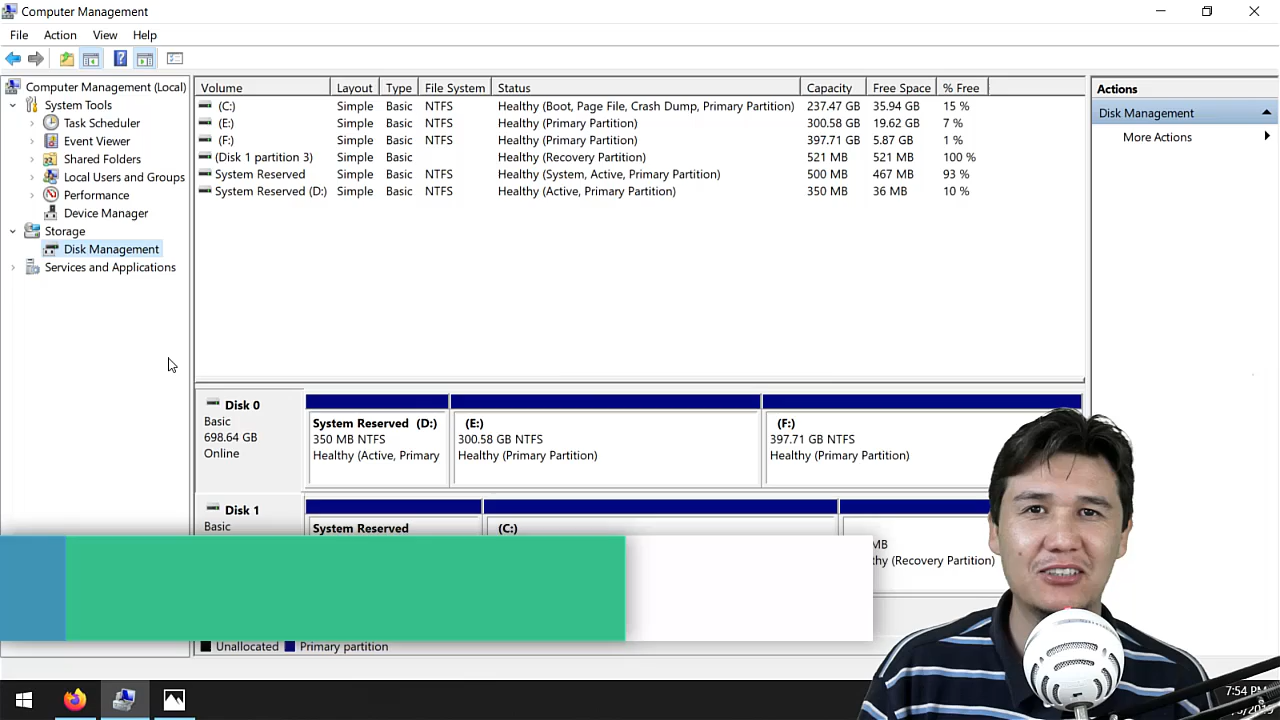 Computer Management
File Action View Help
Computer Management (Local)
System Tools
Task Scheduler
Event Viewer
Shared Folders
Local Users and Groups
Performance
Device Manager
Storage
Disk Management
Services and Applications
Volume Layout Type File System Status Capacity Free Space % Free
(C:) Simple Basic NTFS Healthy (Boot, Page File, Crash Dump, Primary Partition) 237.47 GB 35.94 GB 15 %
(E:) Simple Basic NTFS Healthy (Primary Partition) 300.58 GB 19.62 GB 7 %
(F:) Simple Basic NTFS Healthy (Primary Partition) 397.71 GB 5.87 GB 1 %
(Disk 1 partition 3) Simple Basic Healthy (Recovery Partition) 521 MB 521 MB 100 %
System Reserved Simple Basic NTFS Healthy (System, Active, Primary Partition) 500 MB 467 MB 93 %
System Reserved (D:) Simple Basic NTFS Healthy (Active, Primary Partition) 350 MB 36 MB 10 %
Actions
Disk Management
More Actions
Disk 0
Basic
698.64 GB
Online
System Reserved (D:)
350 MB NTFS
Healthy (Active, Primary
(E:)
300.58 GB NTFS
Healthy (Primary Partition)
(F:)
397.71 GB NTFS
Healthy (Primary Partition)
Disk 1
Basic
System Reserved
(C:)
MB
(Recovery Partition)
Unallocated Primary partition
7:54 PM